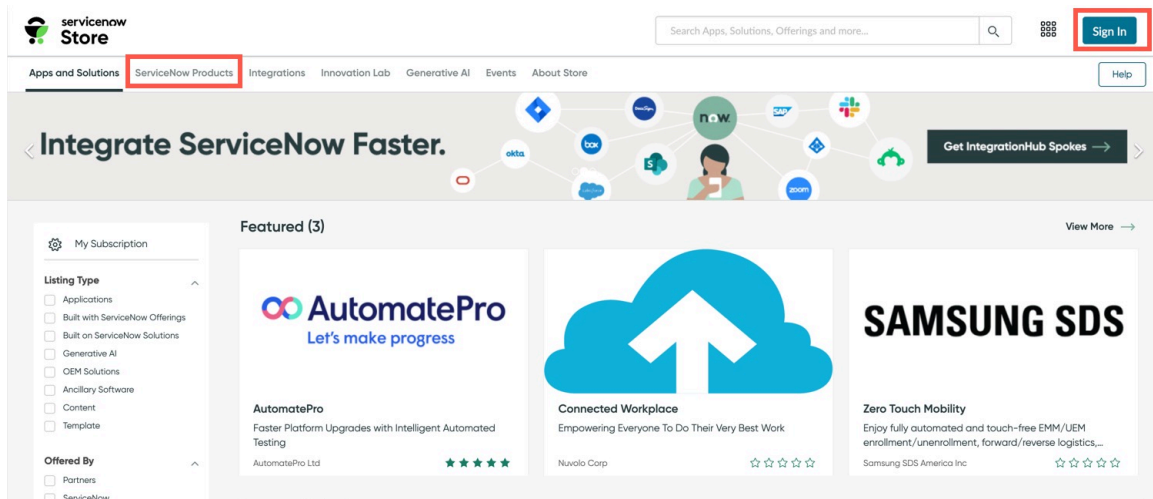 servicenow
Store
Search Apps, Solutions, Offerings and more...
Sign In
Apps and Solutions
ServiceNow Products
Integrations
Innovation Lab
Generative AI
Events
About Store
Help
Integrate ServiceNow Faster.
okta
box
now
SAP
S
zoom
Get IntegrationHub Spokes →
My Subscription
Listing Type
Applications
Built with ServiceNow Offerings
Built on ServiceNow Solutions
Generative AI
OEM Solutions
Ancillary Software
Content
Template
Offered By
Partners
ServiceNow
Featured (3)
View More →
AutomatePro
Let's make progress
AutomatePro
Faster Platform Upgrades with Intelligent Automated
Testing
AutomatePro Ltd
Connected Workplace
Empowering Everyone To Do Their Very Best Work
Nuvolo Corp
SAMSUNG SDS
Zero Touch Mobility
Enjoy fully automated and touch-free EMM/UEM
enrollment/unenrollment, forward/reverse logistics,...
Samsung SDS America Inc